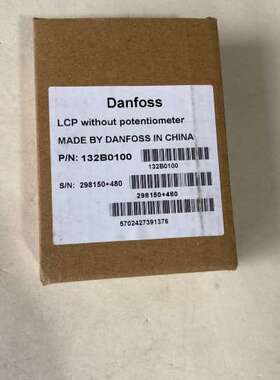 Danfoss
LCP without potentiometer
MADE BY DANFOSS IN CHINA
P/N: 132B0100
132B0100
S/N: 298150+480
298150+480
5702427391376